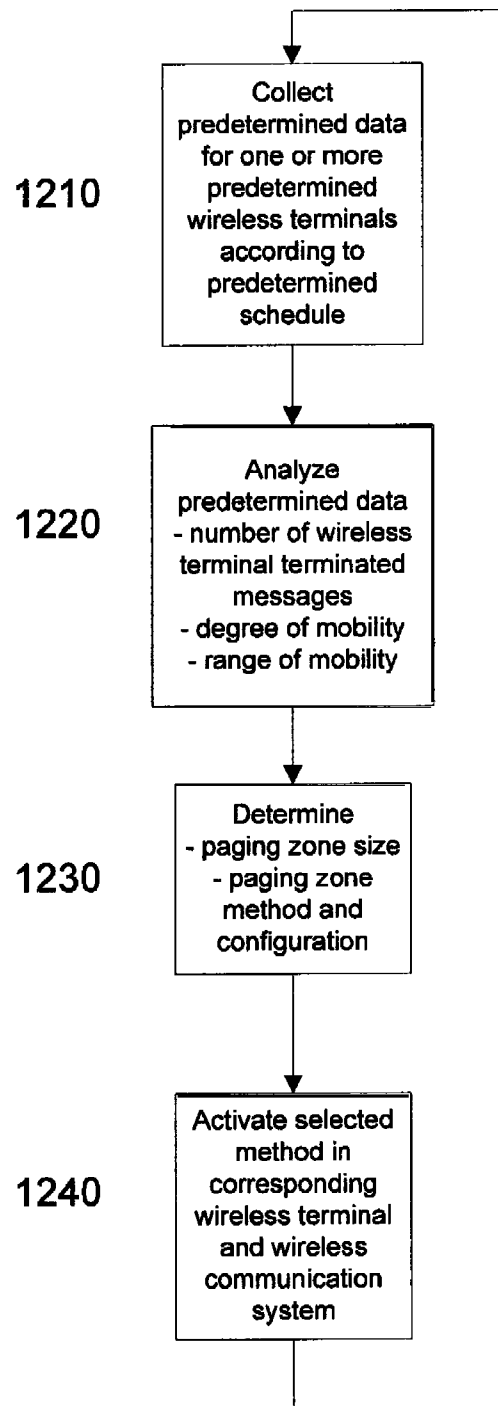 1210
Collect
predetermined data
for one or more
predetermined
wireless terminals
according to
predetermined
schedule
1220
Analyze
predetermined data
- number of wireless
terminal terminated
messages
- degree of mobility
- range of mobility
1230
Determine
- paging zone size
- paging zone
method and
configuration
1240
Activate selected
method in
corresponding
wireless terminal
and wireless
communication
system